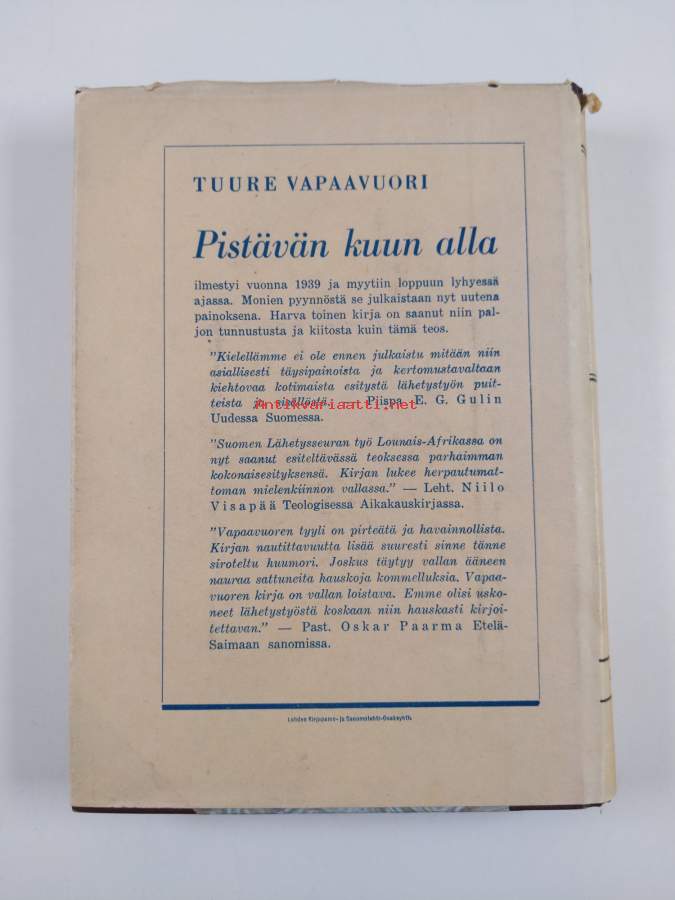 TUURE VAPAAVUORI
Pistävän kuun alla
ilmestyi vuonna 1939 ja myytiin loppuun lyhyessä
ajassa. Monien pyynnöstä se julkaistaan nyt uutena
painoksena. Harva toinen kirja on saanut niin pal-
jon tunnustusta ja kiitosta kuin tämä teos.
"Kielellämme ei ole ennen julkaistu mitään niin
asiallisesti täysipainoista ja kertomustavaltaan
kiehtovaa kotimaista esitystä lähetystyön puit-
teista ja sisällöstä. Piispa E. G. Gulin
Antikvariaatti.net
Uudessa Suomessa.
"Suomen Lähetysseuran työ Lounais-Afrikassa on
nyt saanut esiteltävässä teoksessa parhaimman
kokonaisesityksensä. Kirjan lukee herpautumat-
toman mielenkiinnon vallassa." — Leht. Niilo
Visapää Teologisessa Aikakauskirjassa.
"Vapaavuoren tyyli on pirteätä ja havainnollista.
Kirjan nautittavuutta lisää suuresti sinne tänne
siroteltu huumori. Joskus täytyy vallan ääneen
nauraa sattuneita hauskoja kommelluksia. Vapaa-
vuoren kirja on vallan loistava. Emme olisi usko-
neet lähetystyöstä koskaan niin hauskasti kirjoi-
tettavan." — Past. Oskar Paarma Etelä-
Saimaan sanomissa.
Lahden Kirjapaino- ja Sanomalehti-Osakeyhtiö